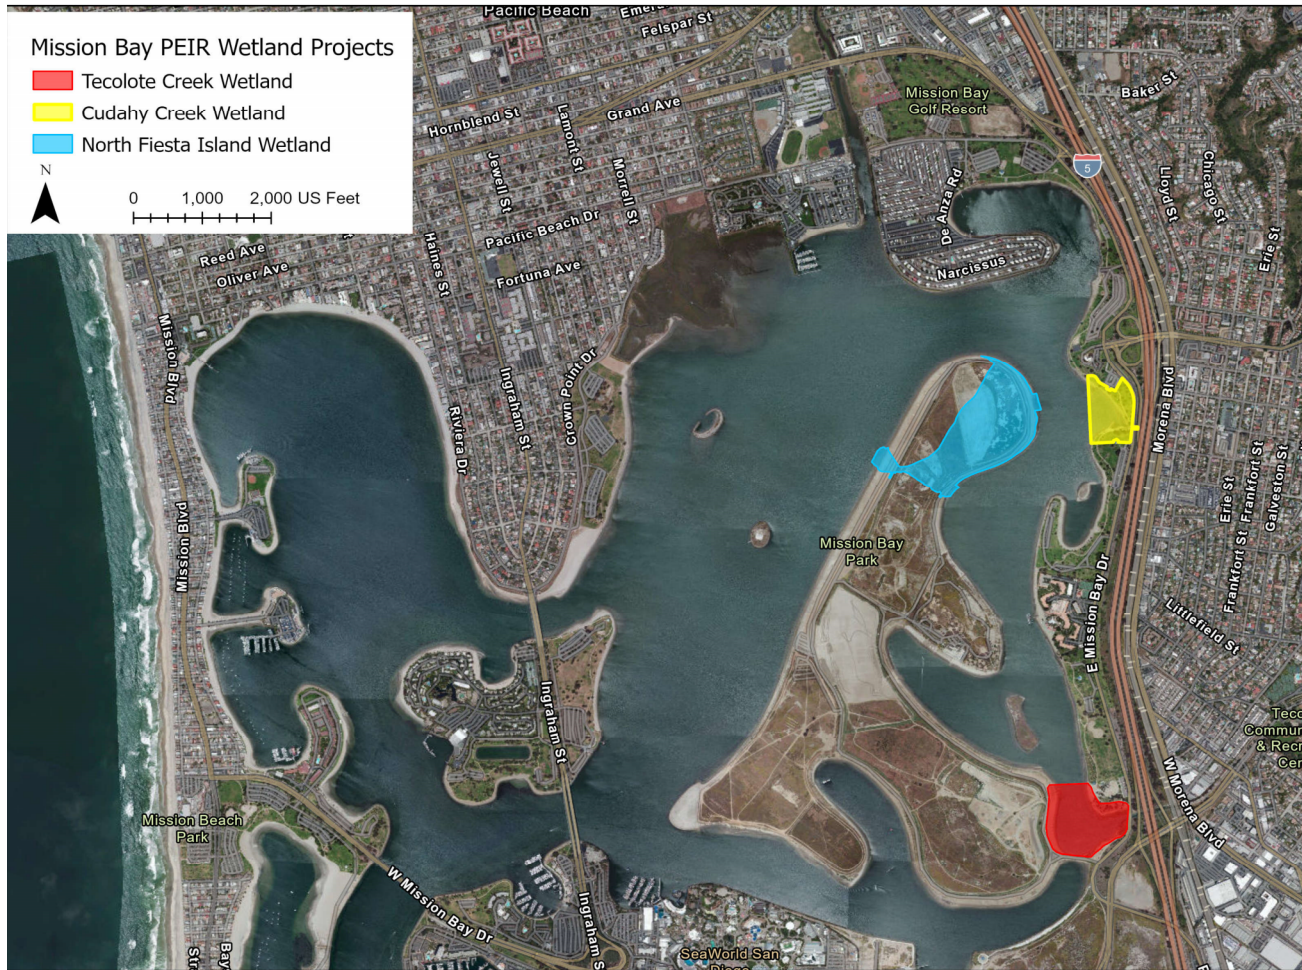 Mission Bay PEIR Wetland Projects
Tecolote Creek Wetland
Cudahy Creek Wetland
North Fiesta Island Wetland
N
0 1,000 2,000 US Feet
Pacific Beach
Felspar St
Grand Ave
Hornblend St
Lamont St
Jewell St
Morrell St
Mission Bay
Golf Resort
Baker St
5
Lloyd St
Chicago St
Erie St
De Anza Rd
Narcissus
Pacific Beach Dr
Reed Ave
Oliver Ave
Haines St
Fortuna Ave
Mission Blvd
Crown Point Dr
Ingraham St
Riviera Dr
Morena Blvd
Mission Blvd
Mission Bay
Park
Erie St
Frankfort St
Galveston St
Frankfort St
E Mission Bay Dr
Littlefield St
Ingraham St
W Morena Blvd
Mission Beach
Park
W Mission Bay Dr
Ingraham S
SeaWorld San